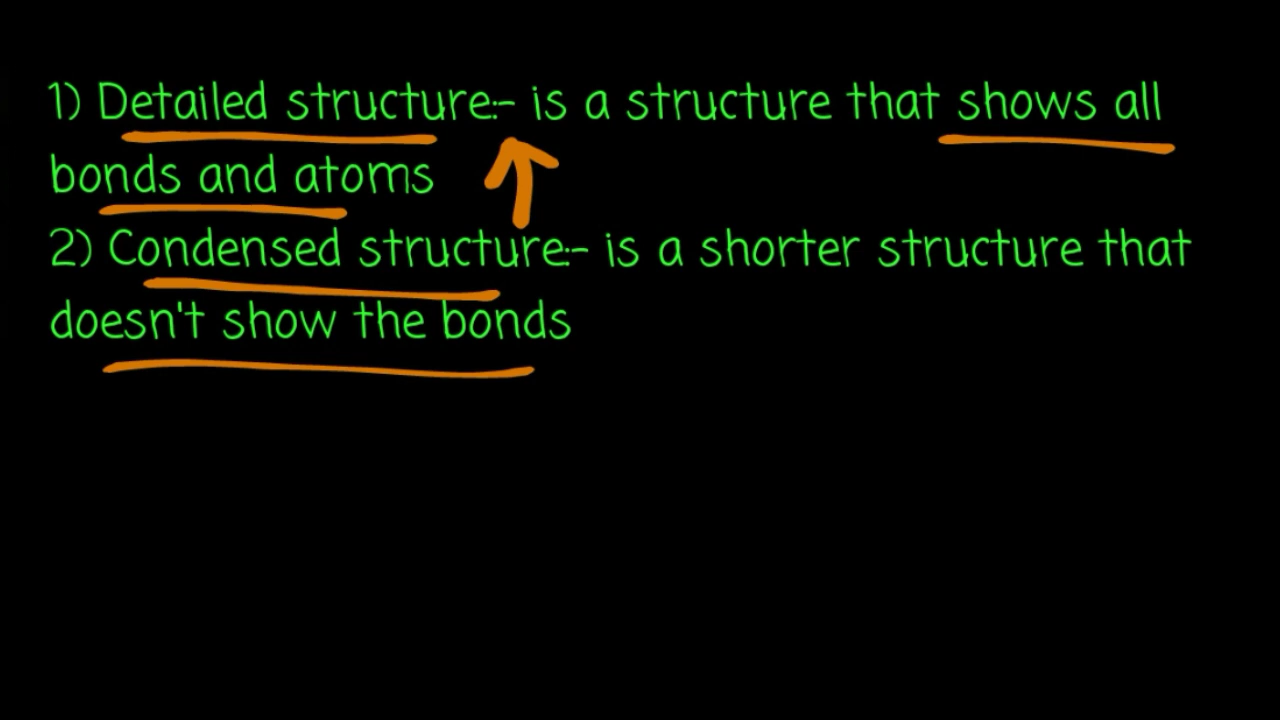 1) Detailed structure:- is a structure that shows all
bonds and atoms
2) Condensed structure:- is a shorter structure that
doesn't show the bonds